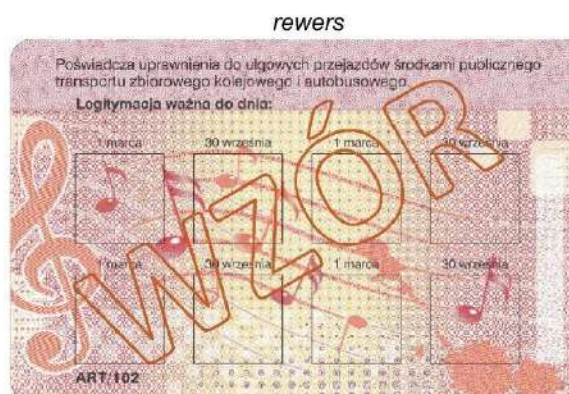 rewers
Poświadcza uprawnienia do ulgowych przejazdów środkami publicznego
transportu zbiorowego kolejowego i autobusowego
Legitymacja ważna do dnia:
1 marca 30 września 1 marca 30 września
1 marca 30 września 1 marca 30 września
WZÓR
ART/102